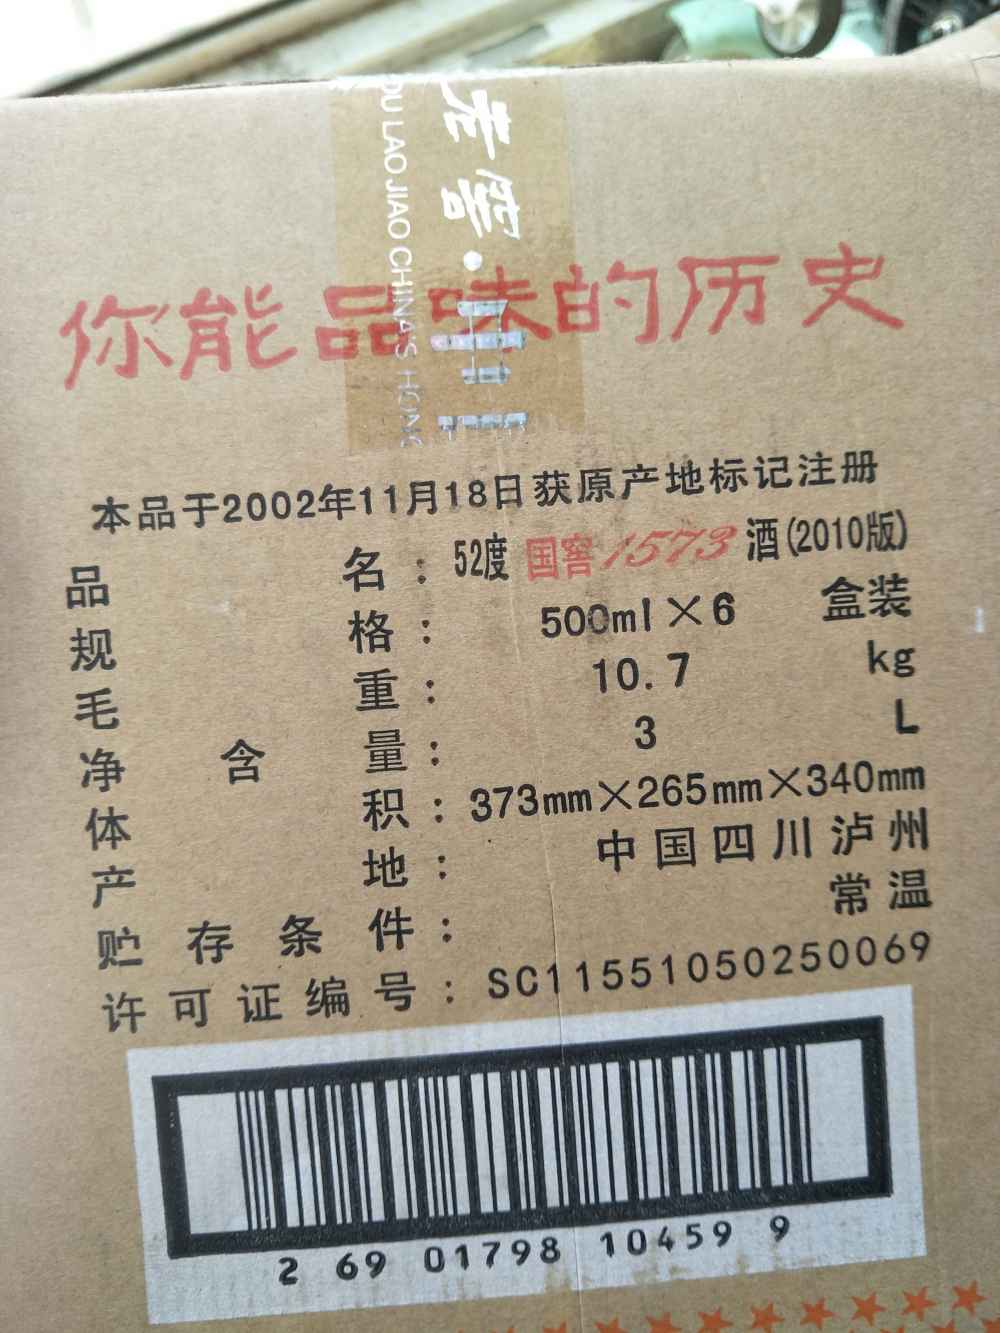 老窖·
DU LAO JIAO CHINA'S HONG
你能品味的历史
本品于2002年11月18日获原产地标记注册
品名：52度 国窖1573 酒(2010版)
规格：500ml×6 盒装
毛重：10.7 kg
净含量：3 L
体积：373mm×265mm×340mm
产地：中国四川泸州
贮存条件：常温
许可证编号：SC11551050250069
2 69 01798 10459 9